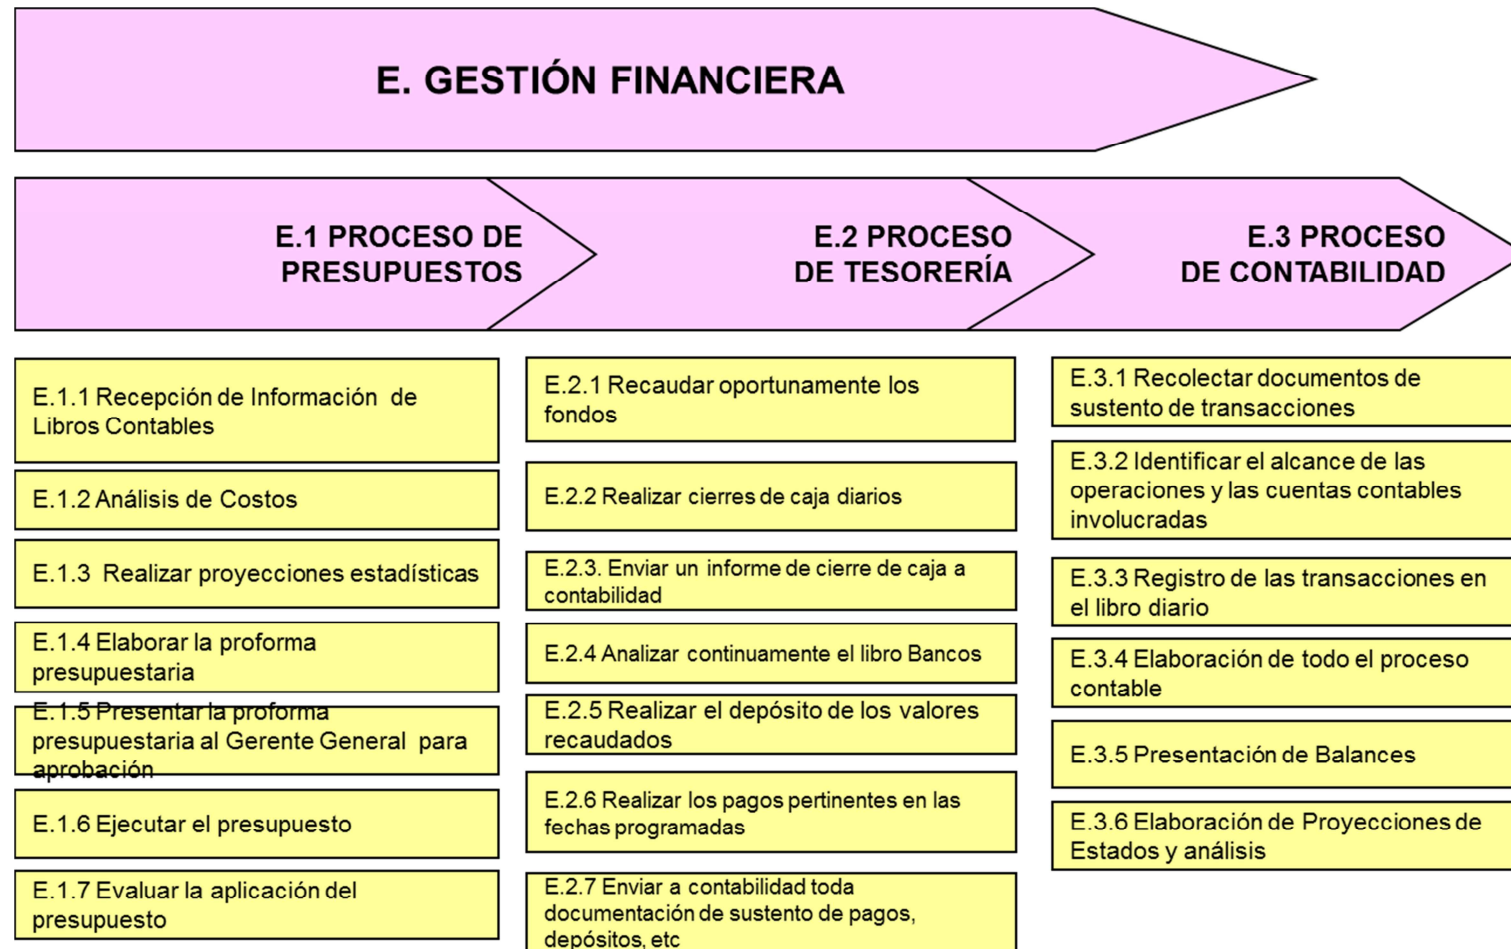 E. GESTIÓN FINANCIERA
E.1 PROCESO DE
PRESUPUESTOS
E.2 PROCESO
DE TESORERÍA
E.3 PROCESO
DE CONTABILIDAD
E.1.1 Recepción de Información de
Libros Contables
E.1.2 Análisis de Costos
E.1.3 Realizar proyecciones estadísticas
E.1.4 Elaborar la proforma
presupuestaria
E.1.5 Presentar la proforma
presupuestaria al Gerente General para
aprobación
E.1.6 Ejecutar el presupuesto
E.1.7 Evaluar la aplicación del
presupuesto
E.2.1 Recaudar oportunamente los
fondos
E.2.2 Realizar cierres de caja diarios
E.2.3. Enviar un informe de cierre de caja a
contabilidad
E.2.4 Analizar continuamente el libro Bancos
E.2.5 Realizar el depósito de los valores
recaudados
E.2.6 Realizar los pagos pertinentes en las
fechas programadas
E.2.7 Enviar a contabilidad toda
documentación de sustento de pagos,
depósitos, etc
E.3.1 Recolectar documentos de
sustento de transacciones
E.3.2 Identificar el alcance de las
operaciones y las cuentas contables
involucradas
E.3.3 Registro de las transacciones en
el libro diario
E.3.4 Elaboración de todo el proceso
contable
E.3.5 Presentación de Balances
E.3.6 Elaboración de Proyecciones de
Estados y análisis